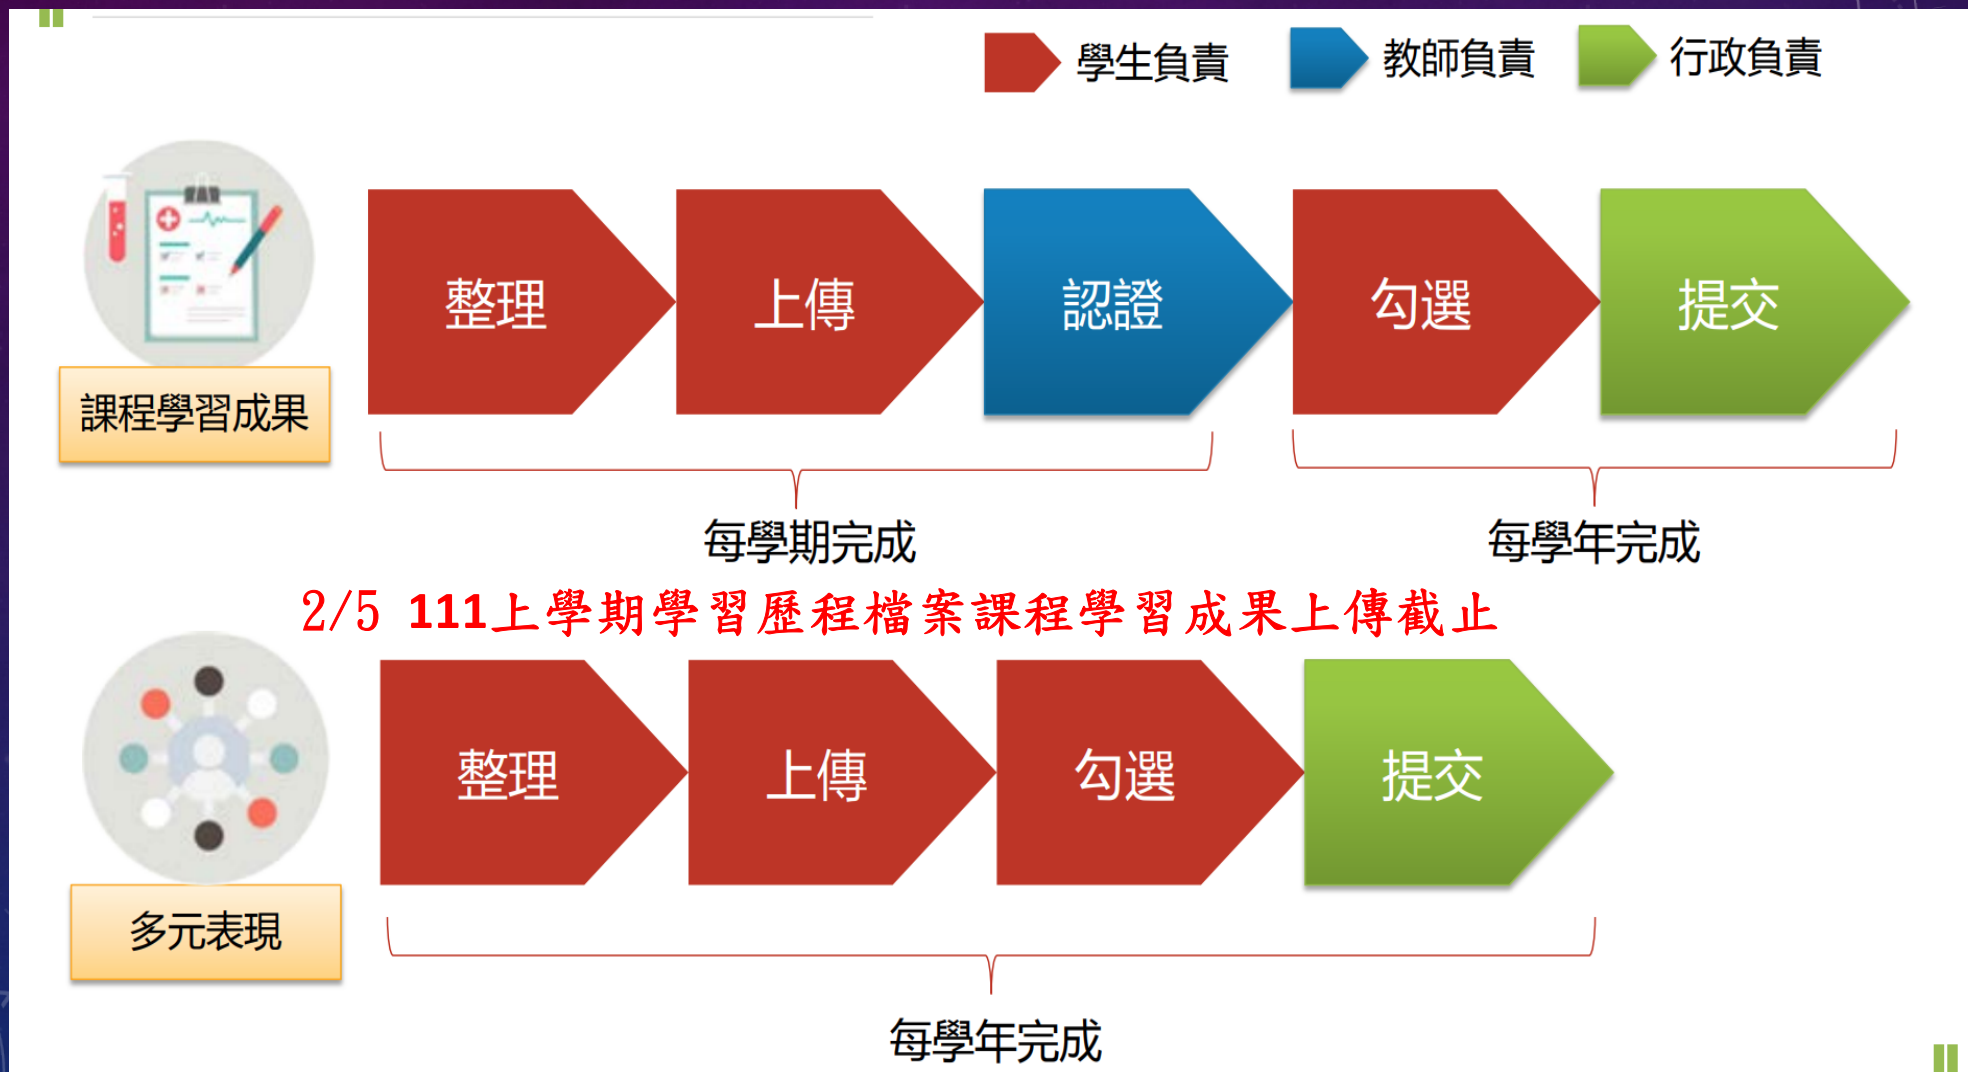 學生負責 教師負責 行政負責
整理 上傳 認證 勾選 提交
課程學習成果
每學期完成 每學年完成
2/5 111上學期學習歷程檔案課程學習成果上傳截止
整理 上傳 勾選 提交
多元表現
每學年完成